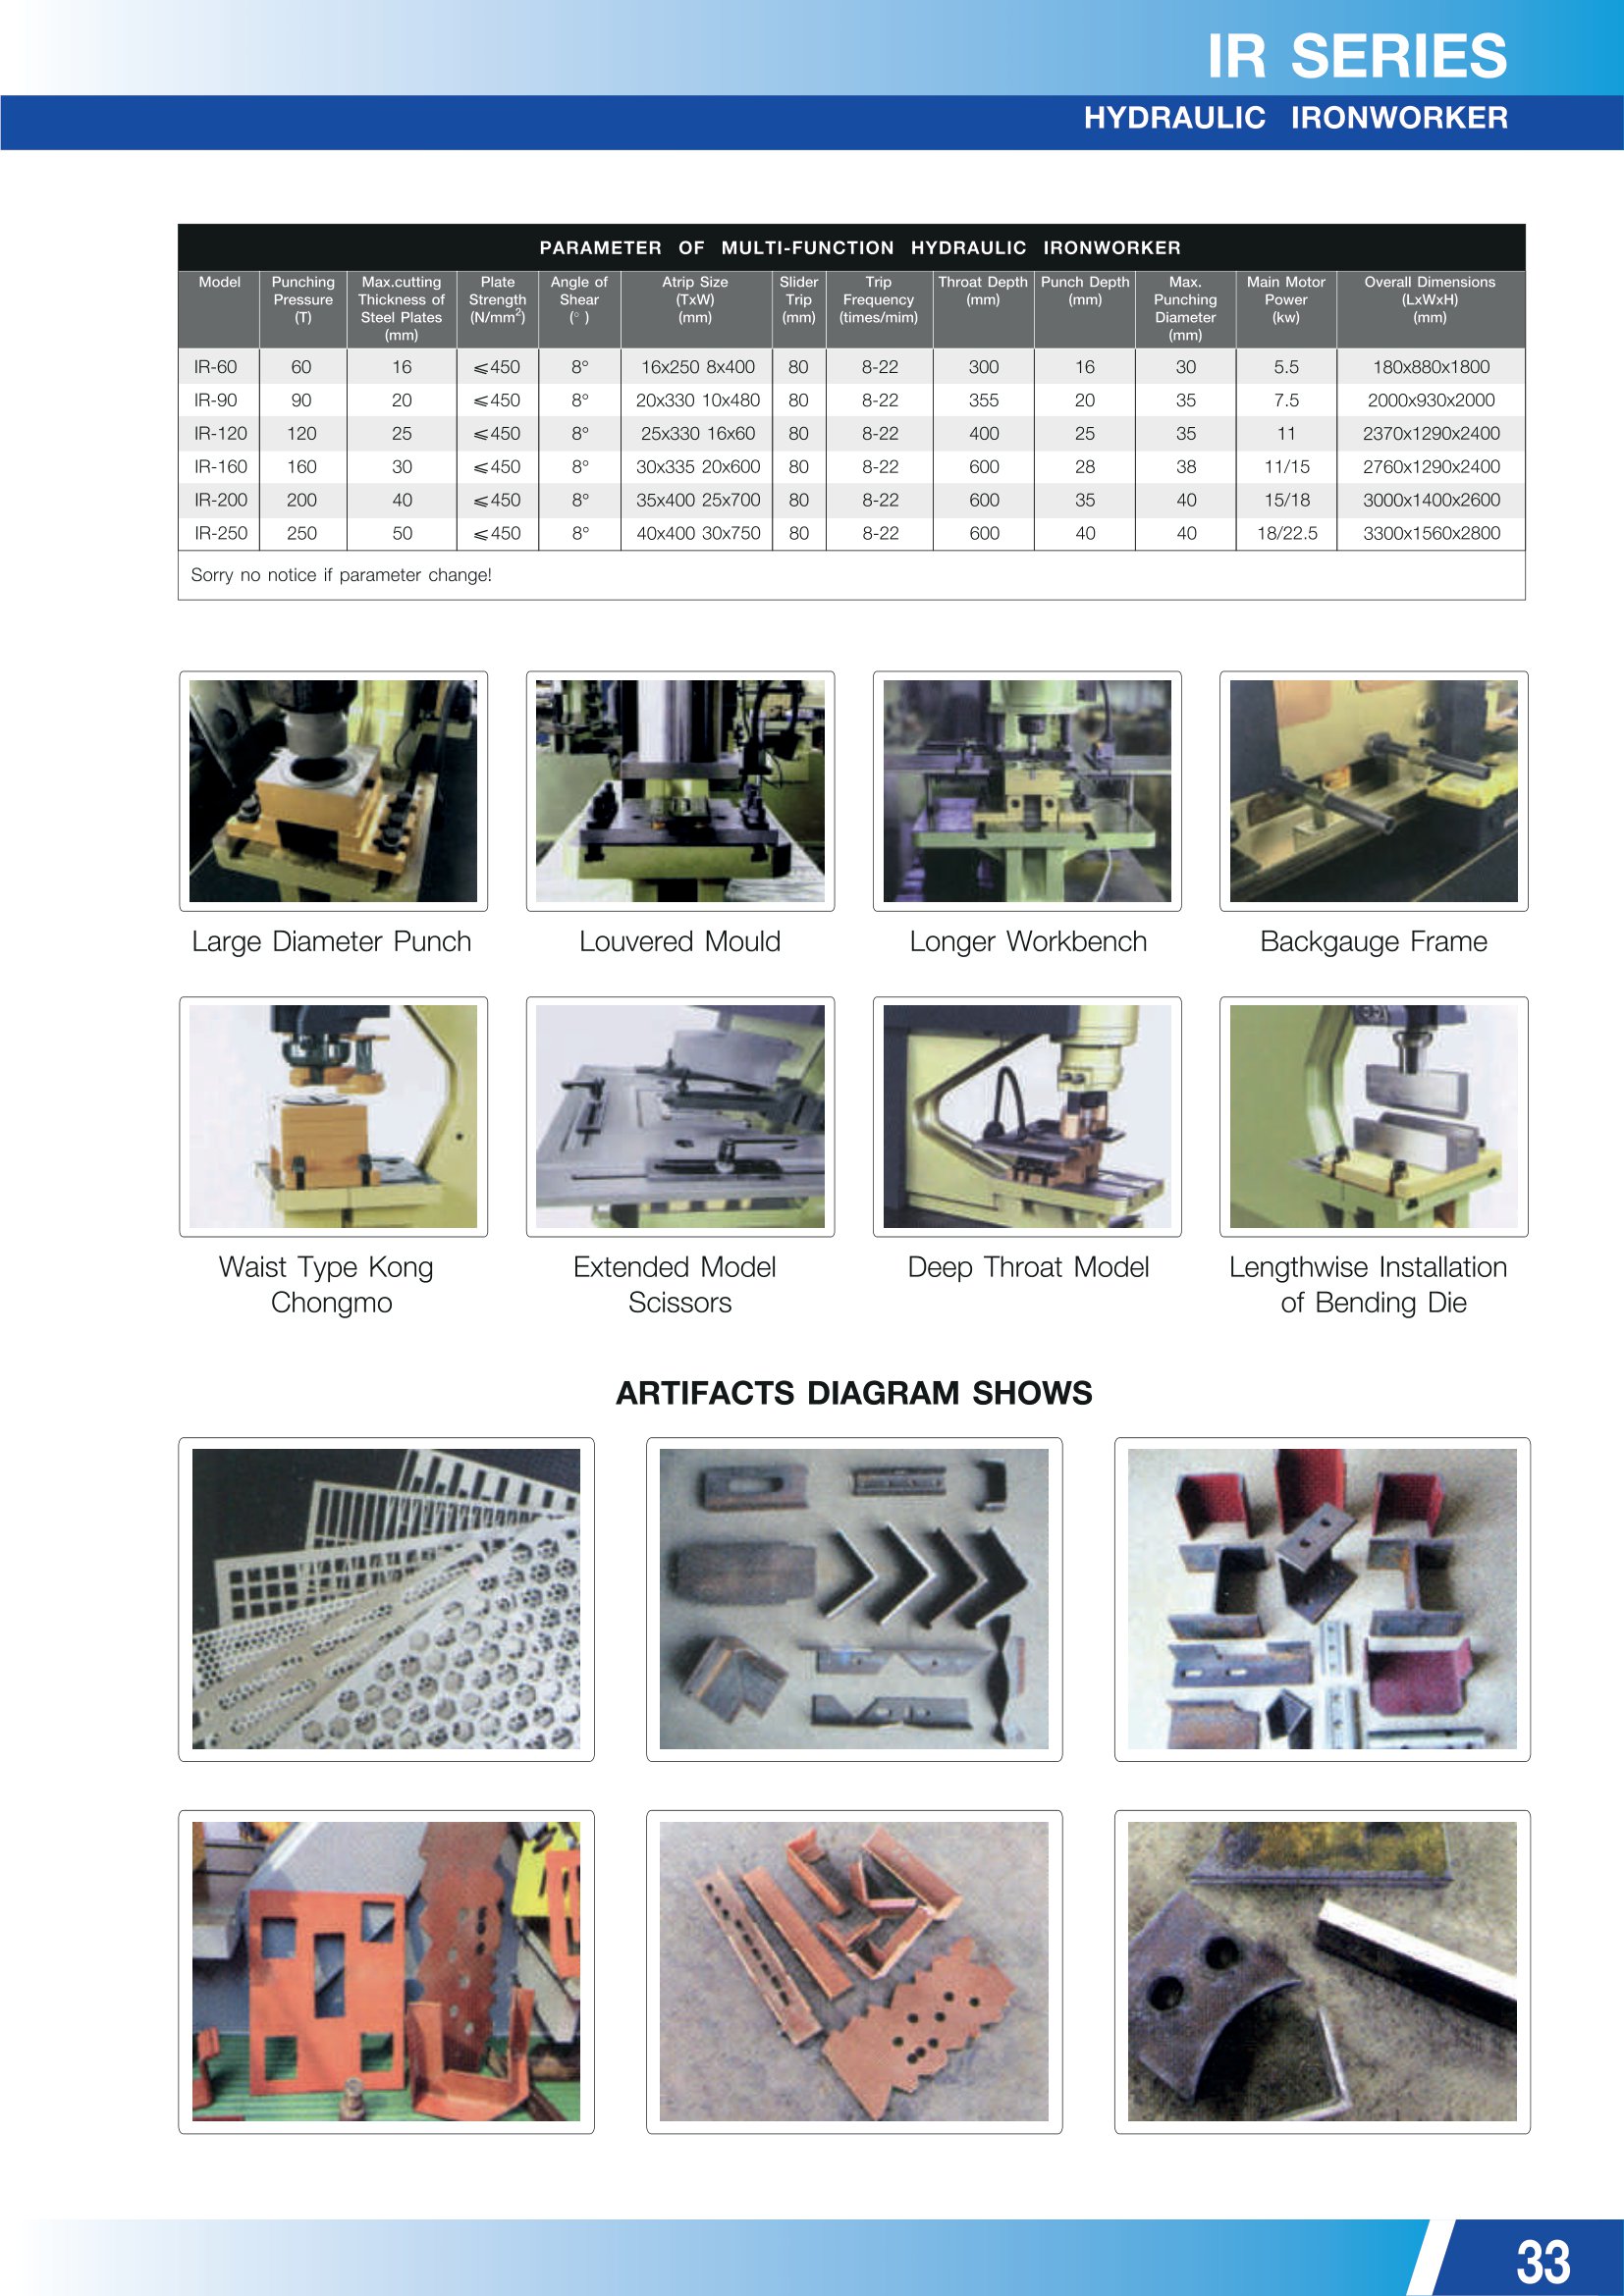 IR SERIES
HYDRAULIC IRONWORKER
PARAMETER OF MULTI-FUNCTION HYDRAULIC IRONWORKER
Model Punching Pressure (T) Max.cutting Thickness of Steel Plates (mm) Plate Strength (N/mm²) Angle of Shear (° ) Atrip Size (TxW) (mm) Slider Trip (mm) Trip Frequency (times/mim) Throat Depth (mm) Punch Depth (mm) Max. Punching Diameter (mm) Main Motor Power (kw) Overall Dimensions (LxWxH) (mm)
IR-60 60 16 ⩽450 8° 16x250 8x400 80 8-22 300 16 30 5.5 180x880x1800
IR-90 90 20 ⩽450 8° 20x330 10x480 80 8-22 355 20 35 7.5 2000x930x2000
IR-120 120 25 ⩽450 8° 25x330 16x60 80 8-22 400 25 35 11 2370x1290x2400
IR-160 160 30 ⩽450 8° 30x335 20x600 80 8-22 600 28 38 11/15 2760x1290x2400
IR-200 200 40 ⩽450 8° 35x400 25x700 80 8-22 600 35 40 15/18 3000x1400x2600
IR-250 250 50 ⩽450 8° 40x400 30x750 80 8-22 600 40 40 18/22.5 3300x1560x2800
Sorry no notice if parameter change!
Large Diameter Punch
Louvered Mould
Longer Workbench
Backgauge Frame
Waist Type Kong
Chongmo
Extended Model
Scissors
Deep Throat Model
Lengthwise Installation
of Bending Die
ARTIFACTS DIAGRAM SHOWS
33